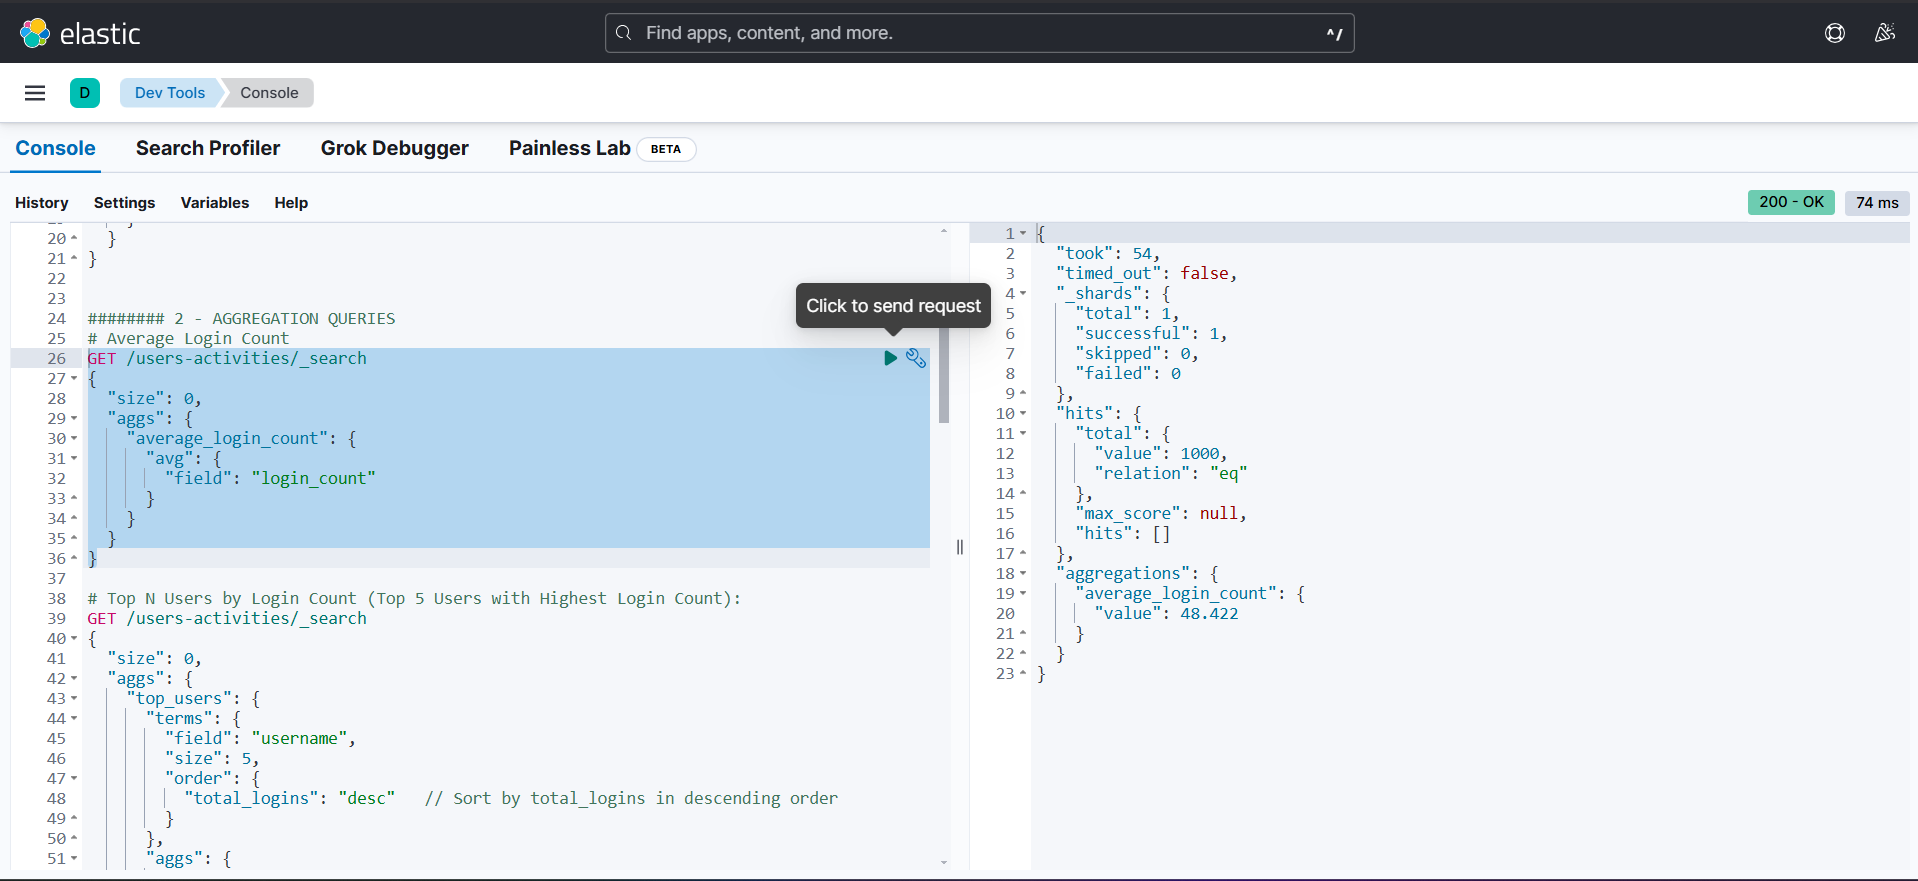 elastic
Find apps, content, and more.
^/
D
Dev Tools
Console
Console
Search Profiler
Grok Debugger
Painless Lab
BETA
History
Settings
Variables
Help
200 - OK
74 ms
20 }
21 }
22
23
24 ######## 2 - AGGREGATION QUERIES
25 # Average Login Count
26 GET /users-activities/_search
27 {
28 "size": 0,
29 "aggs": {
30 "average_login_count": {
31 "avg": {
32 "field": "login_count"
33 }
34 }
35 }
36 }
37
38 # Top N Users by Login Count (Top 5 Users with Highest Login Count):
39 GET /users-activities/_search
40 {
41 "size": 0,
42 "aggs": {
43 "top_users": {
44 "terms": {
45 "field": "username",
46 "size": 5,
47 "order": {
48 "total_logins": "desc" // Sort by total_logins in descending order
49 }
50 },
51 "aggs": {
Click to send request
1 {
2 "took": 54,
3 "timed_out": false,
4 "_shards": {
5 "total": 1,
6 "successful": 1,
7 "skipped": 0,
8 "failed": 0
9 },
10 "hits": {
11 "total": {
12 "value": 1000,
13 "relation": "eq"
14 },
15 "max_score": null,
16 "hits": []
17 },
18 "aggregations": {
19 "average_login_count": {
20 "value": 48.422
21 }
22 }
23 }